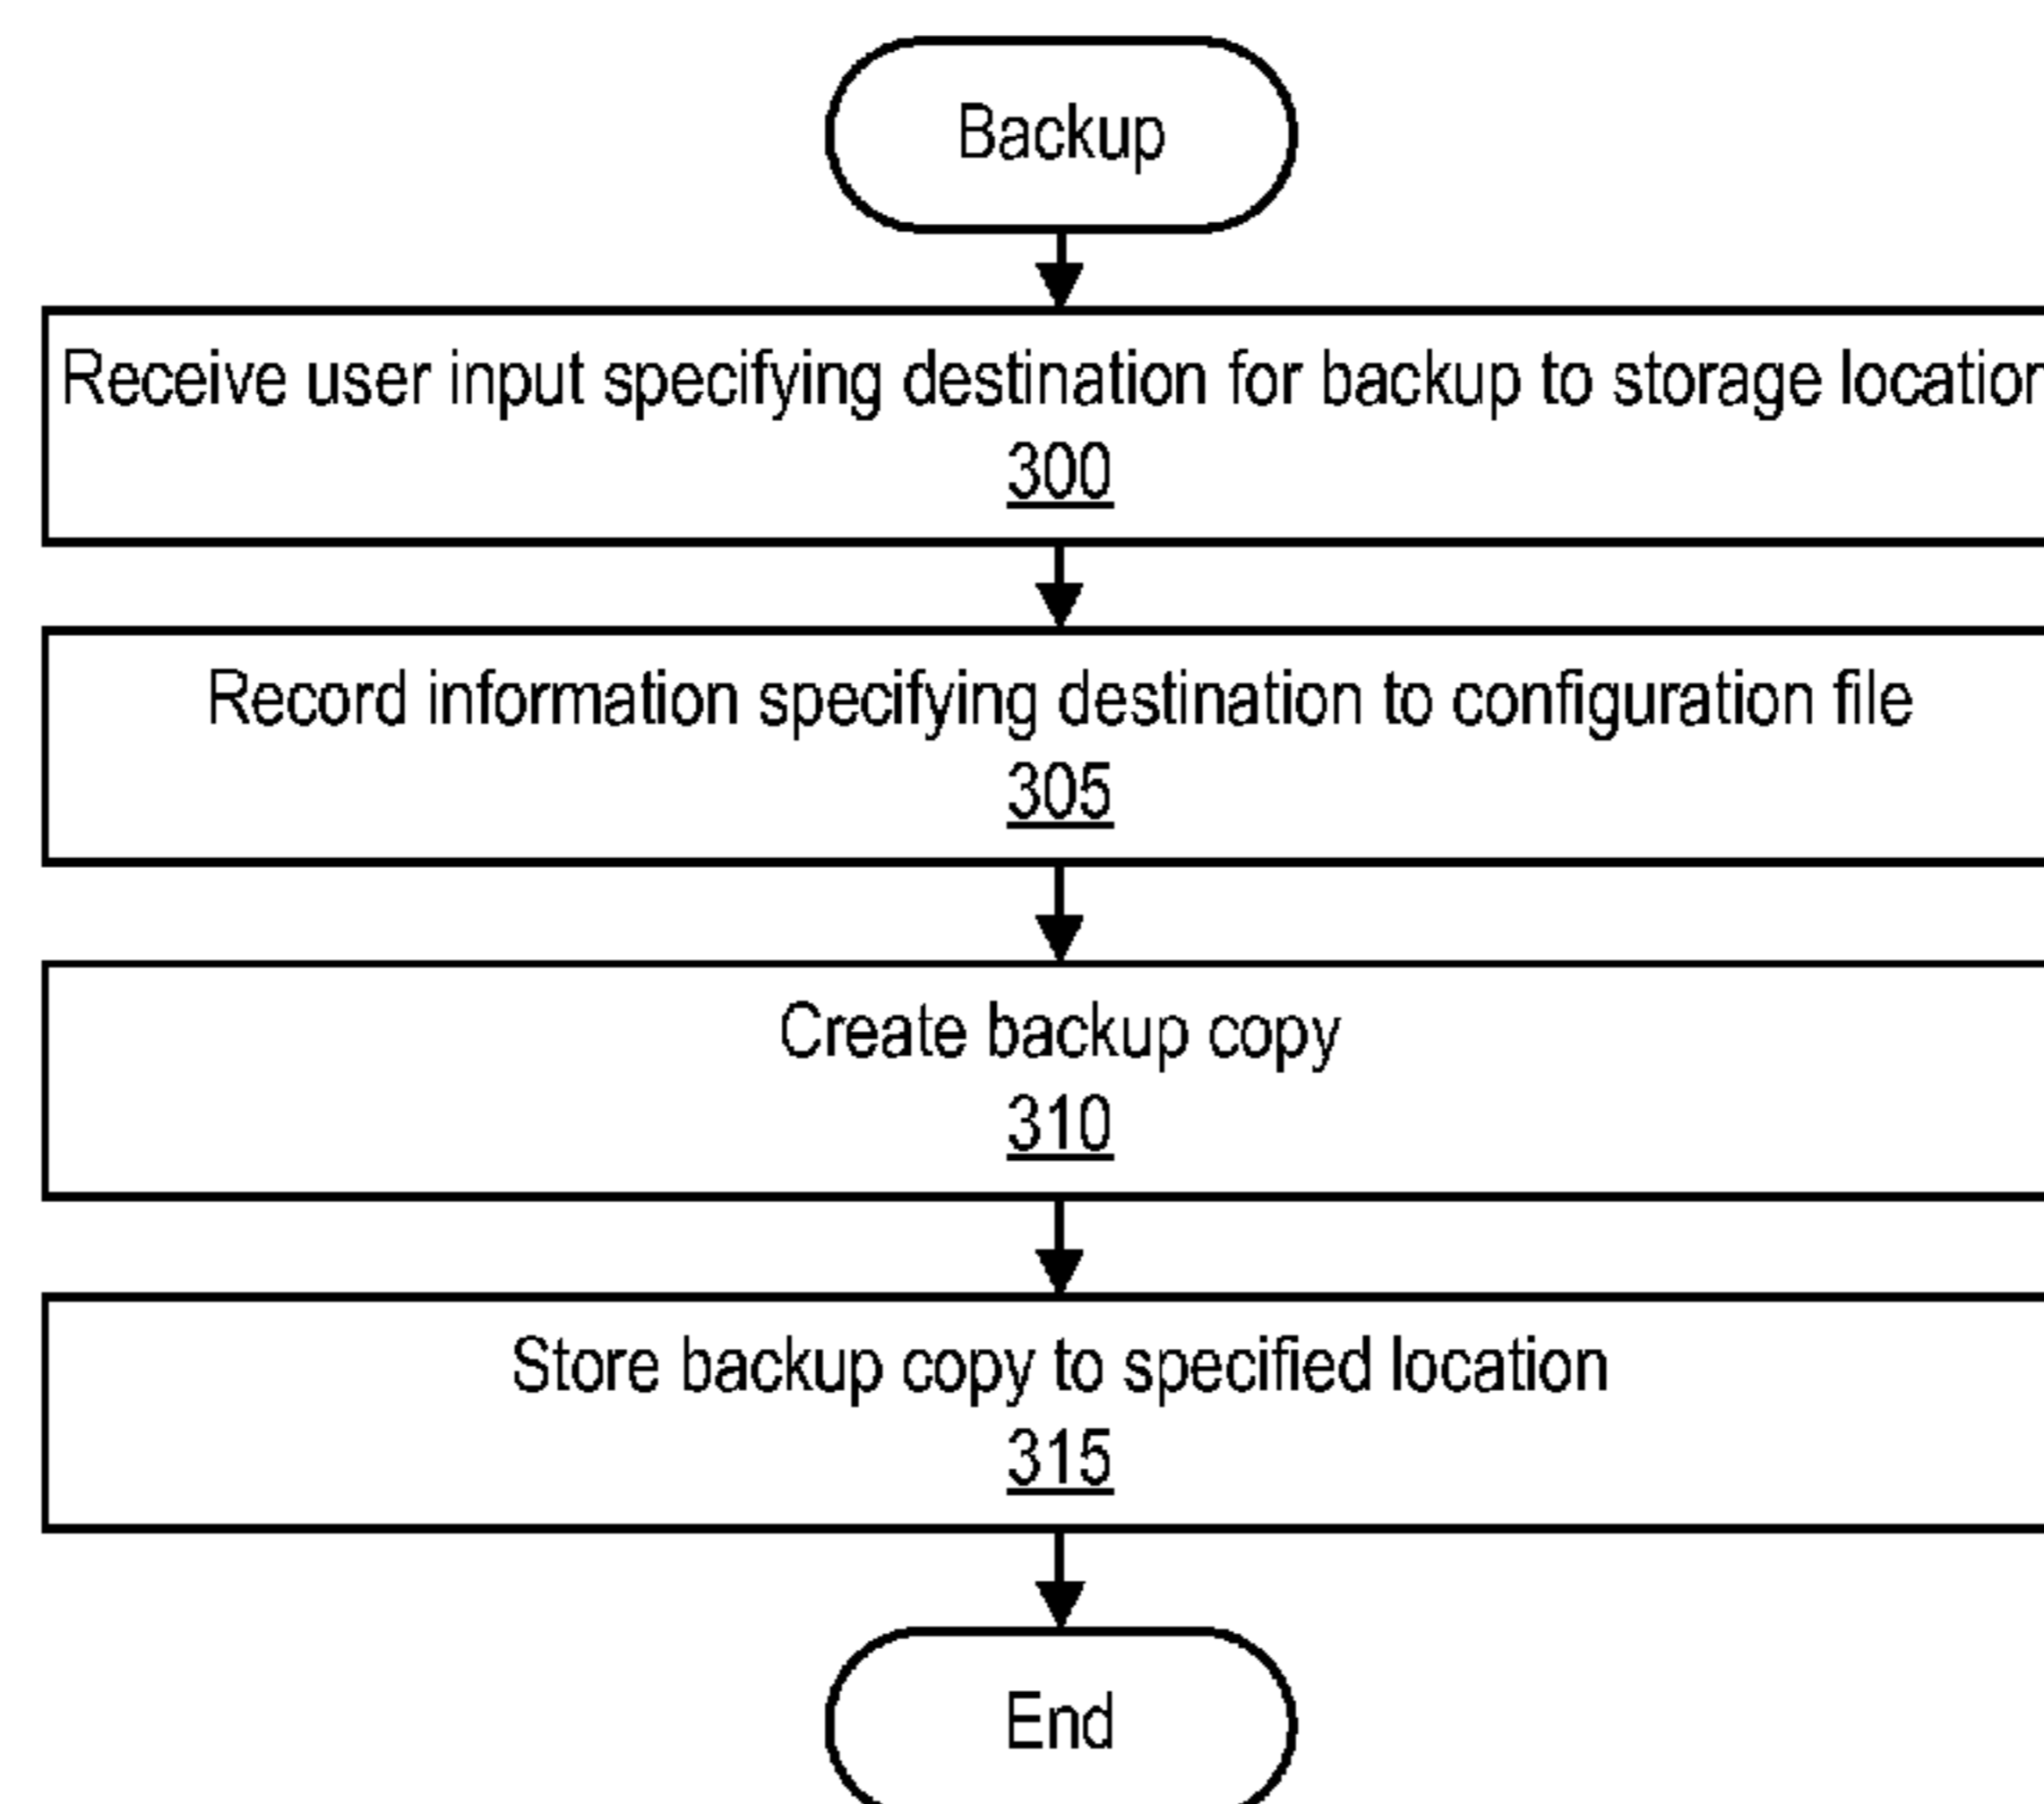 Backup
Receive user input specifying destination for backup to storage location
300
Record information specifying destination to configuration file
305
Create backup copy
310
Store backup copy to specified location
315
End